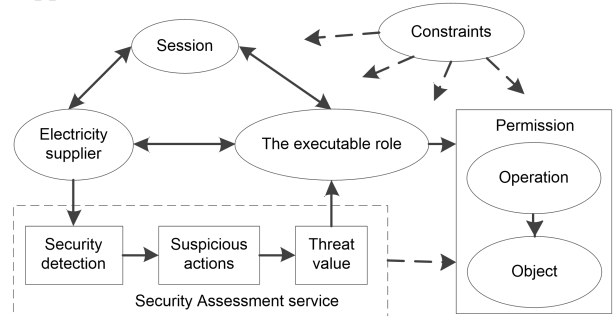 Session
Constraints
Electricity
supplier
The executable role
Permission
Operation
Object
Security
detection
Suspicious
actions
Threat
value
Security Assessment service